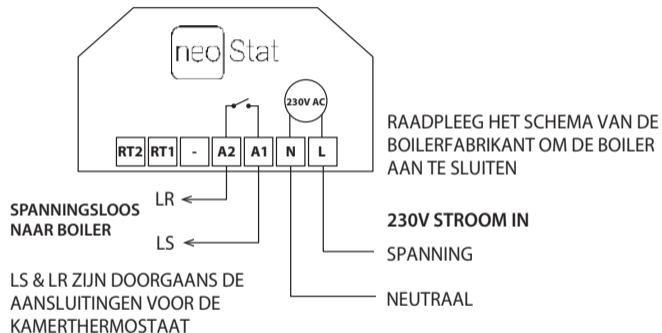 neoStat
230V AC
RT2 RT1 - A2 A1 N L
RAADPLEEG HET SCHEMA VAN DE
BOILERFABRIKANT OM DE BOILER
AAN TE SLUITEN
SPANNINGSLOOS
NAAR BOILER
LR
LS
230V STROOM IN
SPANNING
NEUTRAAL
LS & LR ZIJN DOORGAANS DE
AANSLUITINGEN VOOR DE
KAMERTHERMOSTAAT